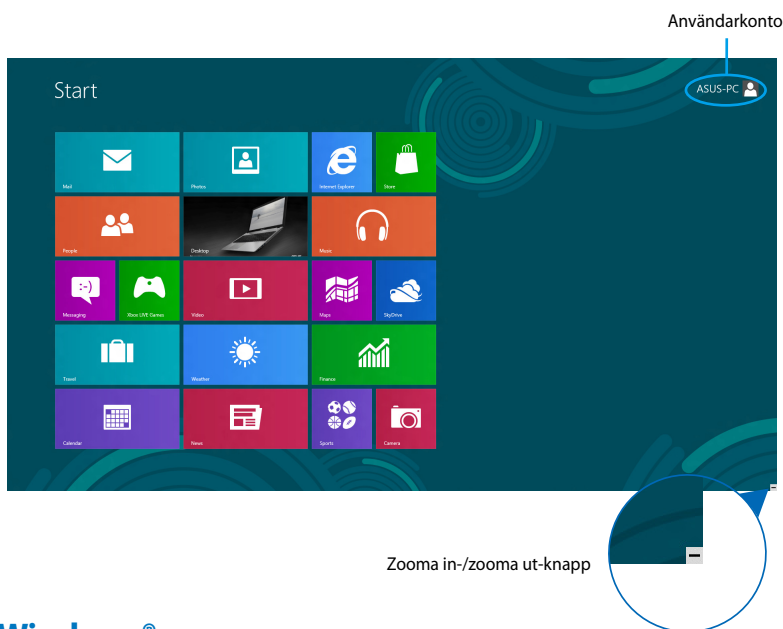 Användarkonto
Start
ASUS-PC
Mail
Photos
Internet Explorer
Store
People
Desktop
Music
Messaging
Xbox LIVE Games
Video
Maps
SkyDrive
Travel
Weather
Finance
Calendar
News
Sports
Camera
Zooma in-/zooma ut-knapp